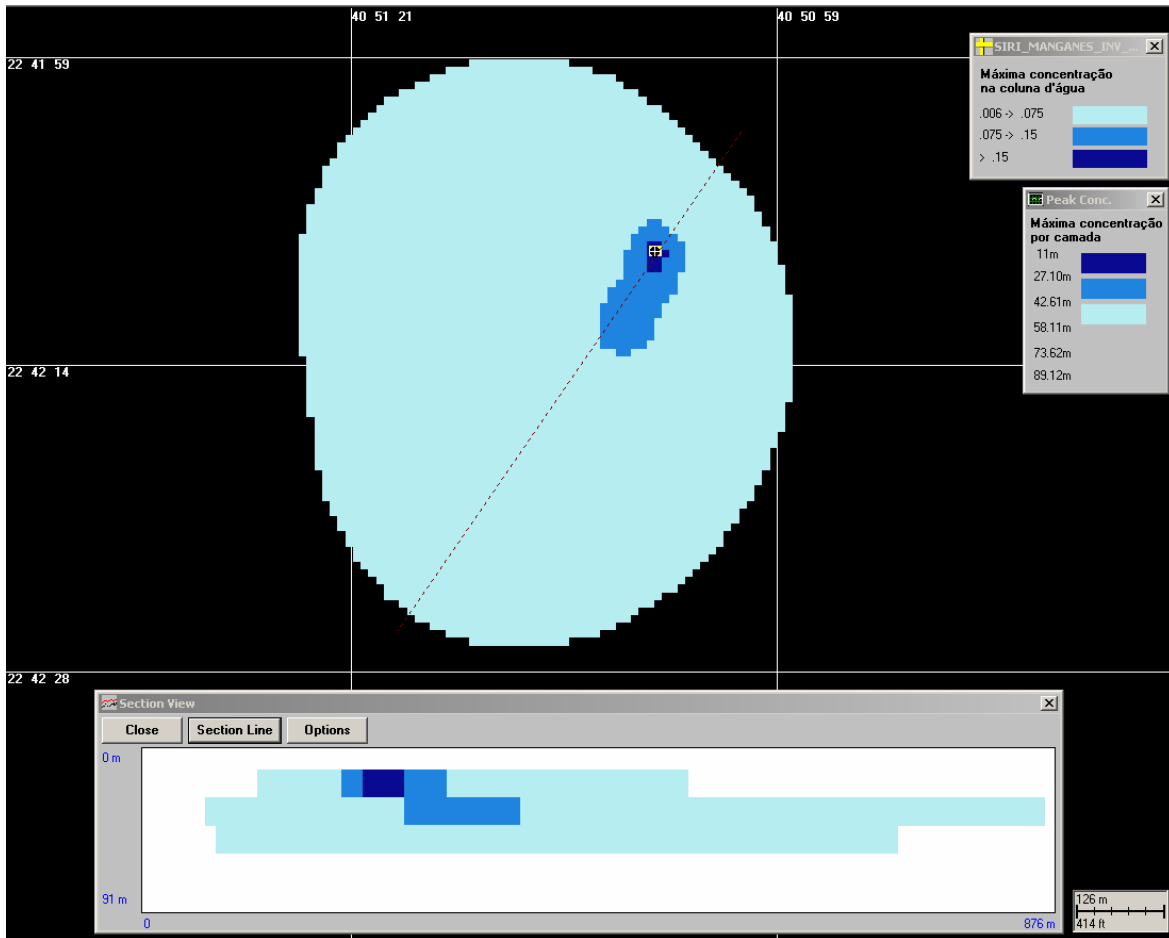 40 51 21
40 50 59
22 41 59
22 42 14
22 42 28
SIRI_MANGANES_INV_...
Máxima concentração
na coluna d'água
.006 -> .075
.075 -> .15
> .15
Peak Conc.
Máxima concentração
por camada
11m
27.10m
42.61m
58.11m
73.62m
89.12m
Section View
Close
Section Line
Options
0 m
91 m
0
876 m
126 m
414 ft